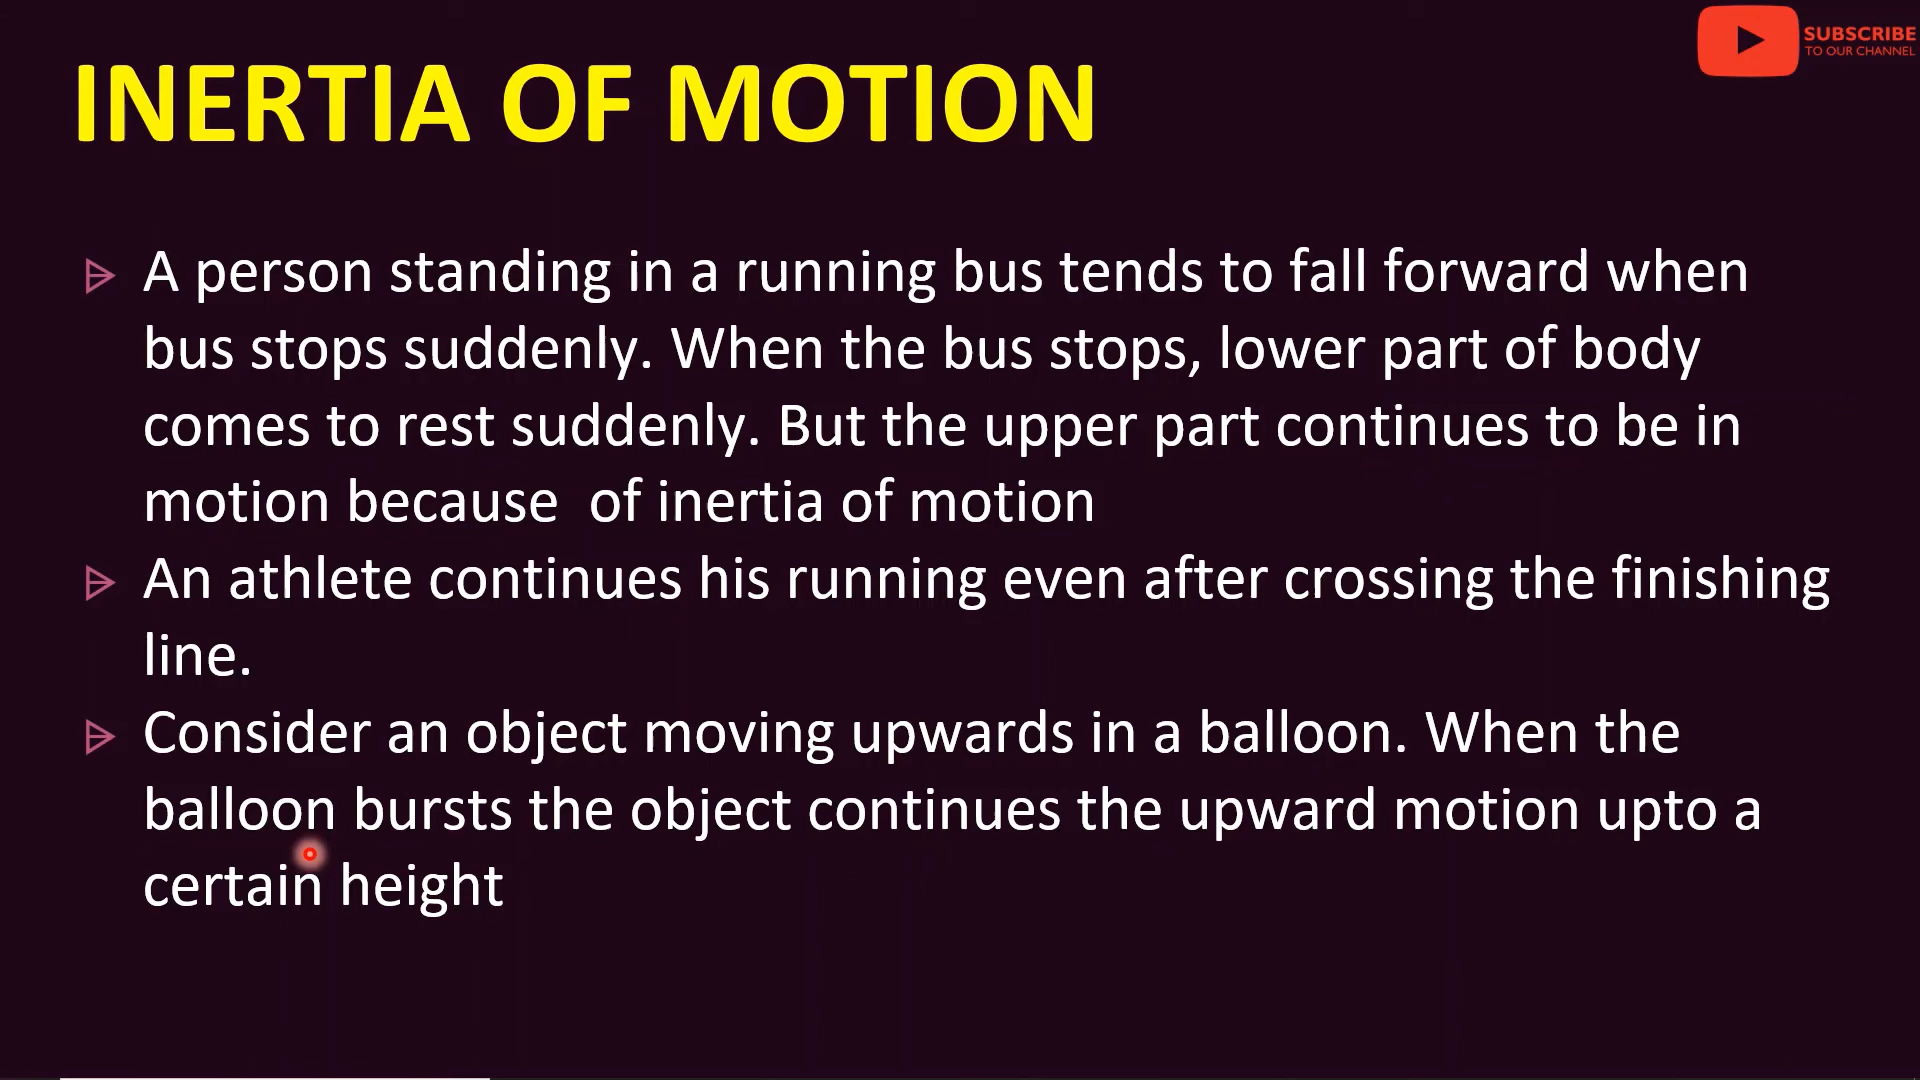 SUBSCRIBE
TO OUR CHANNEL
INERTIA OF MOTION
A person standing in a running bus tends to fall forward when
bus stops suddenly. When the bus stops, lower part of body
comes to rest suddenly. But the upper part continues to be in
motion because  of inertia of motion
An athlete continues his running even after crossing the finishing
line.
Consider an object moving upwards in a balloon. When the
balloon bursts the object continues the upward motion upto a
certain height